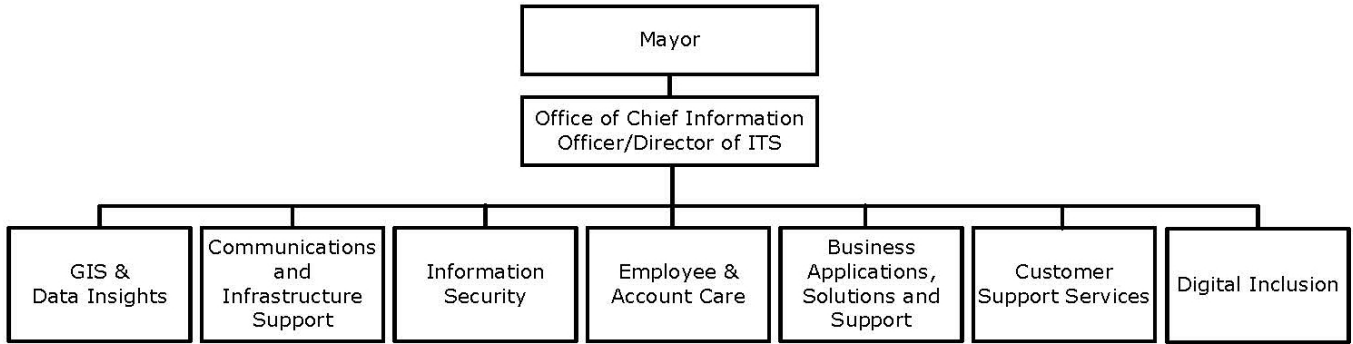 Mayor
Office of Chief Information
Officer/Director of ITS
GIS &
Data Insights
Communications
and
Infrastructure
Support
Information
Security
Employee &
Account Care
Business
Applications,
Solutions and
Support
Customer
Support Services
Digital Inclusion